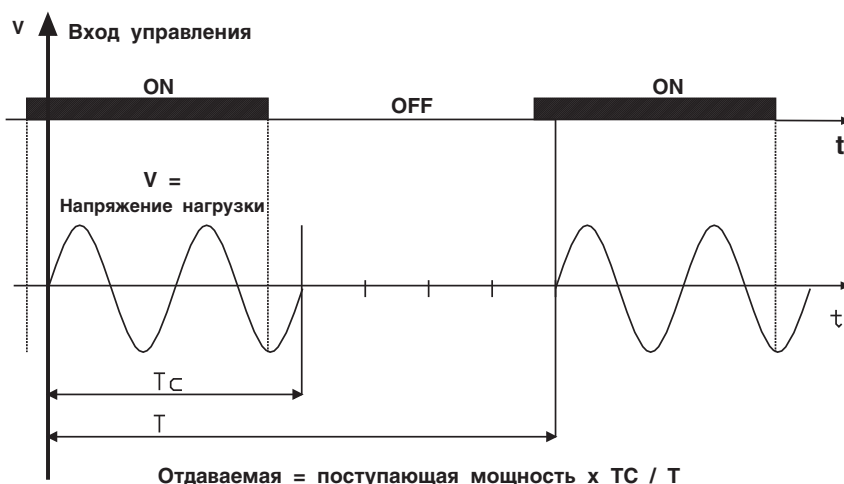 V
Вход управления
ON
ON
OFF
t
V =
Напряжение нагрузки
t
Tc
T
Отдаваемая = поступающая мощность x TC / T